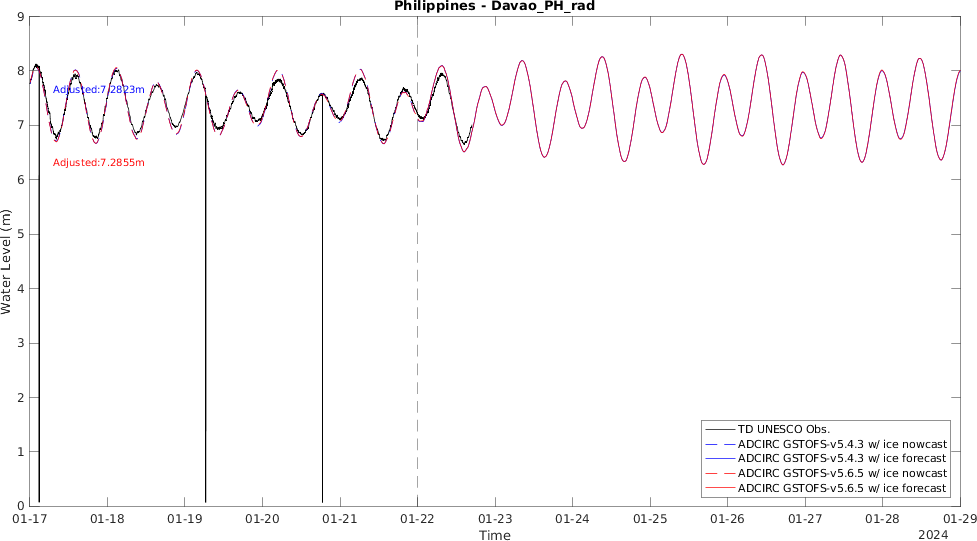 Philippines - Davao_PH_rad
9
8
7
6
5
4
3
2
1
0
Water Level (m)
Adjusted:7.2823m
Adjusted:7.2855m
TD UNESCO Obs.
ADCIRC GSTOFS-v5.4.3 w/ ice nowcast
ADCIRC GSTOFS-v5.4.3 w/ ice forecast
ADCIRC GSTOFS-v5.6.5 w/ ice nowcast
ADCIRC GSTOFS-v5.6.5 w/ ice forecast
01-17 01-18 01-19 01-20 01-21 01-22 01-23 01-24 01-25 01-26 01-27 01-28 01-29
Time
2024